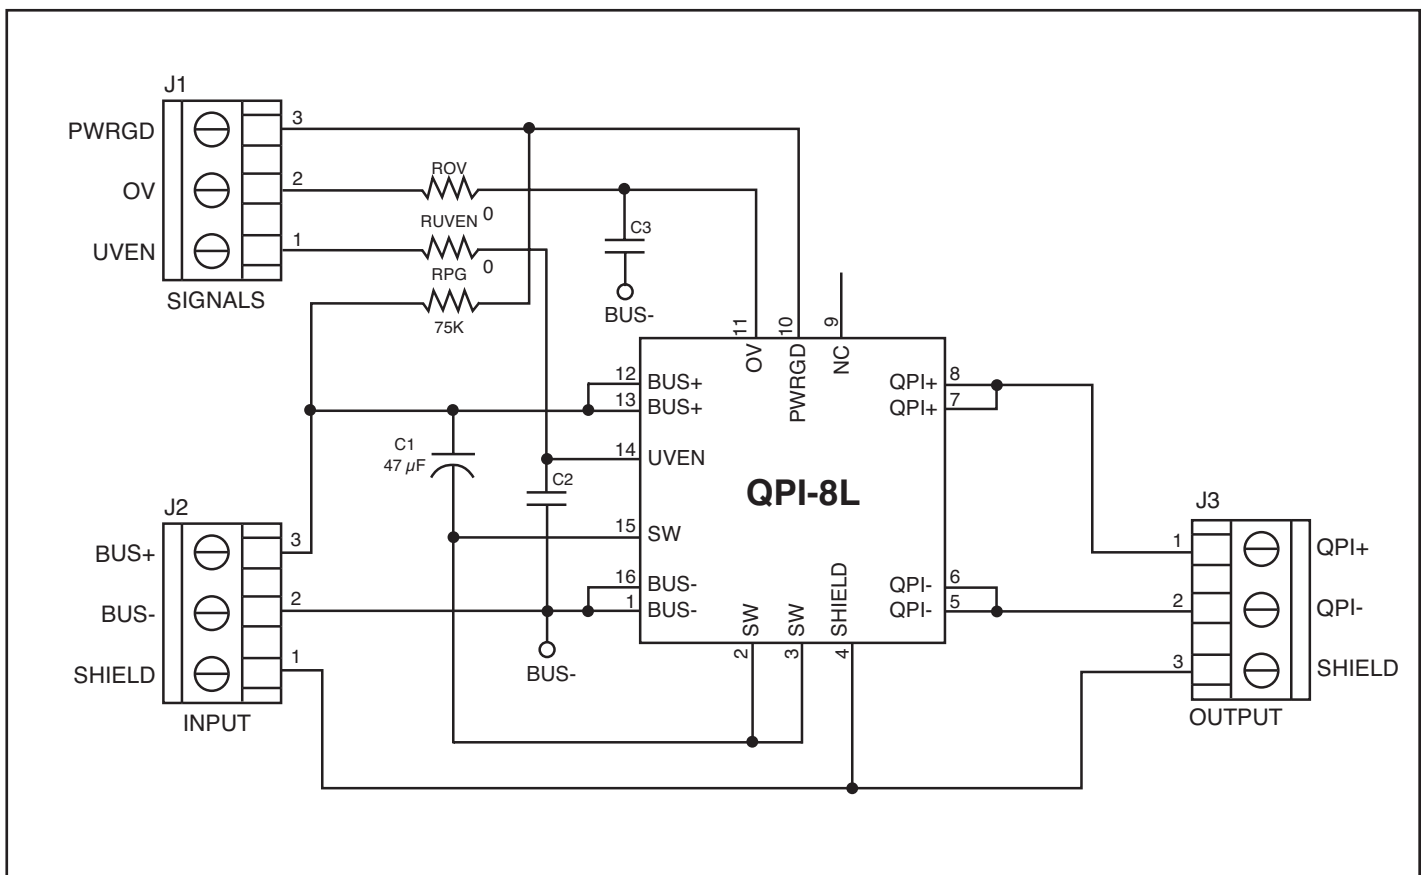 J1
PWRGD
3
OV
2
UVEN
1
SIGNALS
ROV
0
RUVEN
0
RPG
75K
C3
BUS-
11
10
9
OV
PWRGD
NC
12
BUS+
13
BUS+
QPI+
8
QPI+
7
C1
47 µF
14
UVEN
C2
QPI-8L
15
SW
16
BUS-
1
BUS-
QPI-
6
QPI-
5
SW
SW
SHIELD
2
3
4
BUS-
J2
BUS+
3
BUS-
2
SHIELD
1
INPUT
J3
1
QPI+
2
QPI-
3
SHIELD
OUTPUT